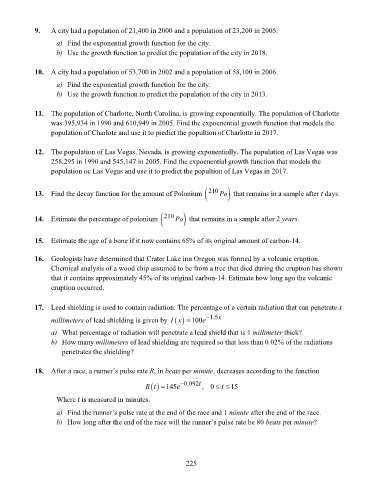 9. A city had a population of 21,400 in 2000 and a population of 23,200 in 2005.
a) Find the exponential growth function for the city.
b) Use the growth function to predict the population of the city in 2018.
10. A city had a population of 53,700 in 2002 and a population of 58,100 in 2006.
a) Find the exponential growth function for the city.
b) Use the growth function to predict the population of the city in 2013.
11. The population of Charlotte, North Carolina, is growing exponentially. The population of Charlotte
was 395,934 in 1990 and 610,949 in 2005. Find the expoenential growth function that models the
population of Charlote and use it to predict the popultion of Charlotte in 2017.
12. The population of Las Vegas, Nevada, is growing exponentially. The population of Las Vegas was
258,295 in 1990 and 545,147 in 2005. Find the expoenential growth function that models the
population oc Las Vegas and use it to predict the popultion of Las Vegas in 2017.
13. Find the decay function for the amount of Polonium (²¹⁰Po) that remains in a sample after t days.
14. Estimate the percentage of polonium (²¹⁰Po) that remains in a sample after 2 years.
15. Estimate the age of a bone if it now contains 65% of its original amount of carbon-14.
16. Geologists have determined that Crater Lake inn Oregon was formed by a volcanic eruption.
Chemical analysis of a wood chip assumed to be from a tree that died during the eruption has shown
that it contains approximately 45% of its original carbon-14. Estimate how long ago the volcanic
eruption occurred.
17. Lead shielding is used to contain radiation. The percentage of a certain radiation that can penetrate x
millimeters of lead shielding is given by I(x) = 100e^−1.5x
a) What percentage of radiation will penetrate a lead shield that is 1 millimeter thick?
b) How many millimeters of lead shielding are required so that less than 0.02% of the radiations
penetrates the shielding?
18. After a race, a runner's pulse rate R, in beats per minute, decreases according to the function
R(t) = 145e^−0.092t, 0 ≤ t ≤ 15
Where t is measured in minutes.
a) Find the runner's pulse rate at the end of the race and 1 minute after the end of the race.
b) How long after the end of the race will the runner's pulse rate be 80 beats per minute?
225